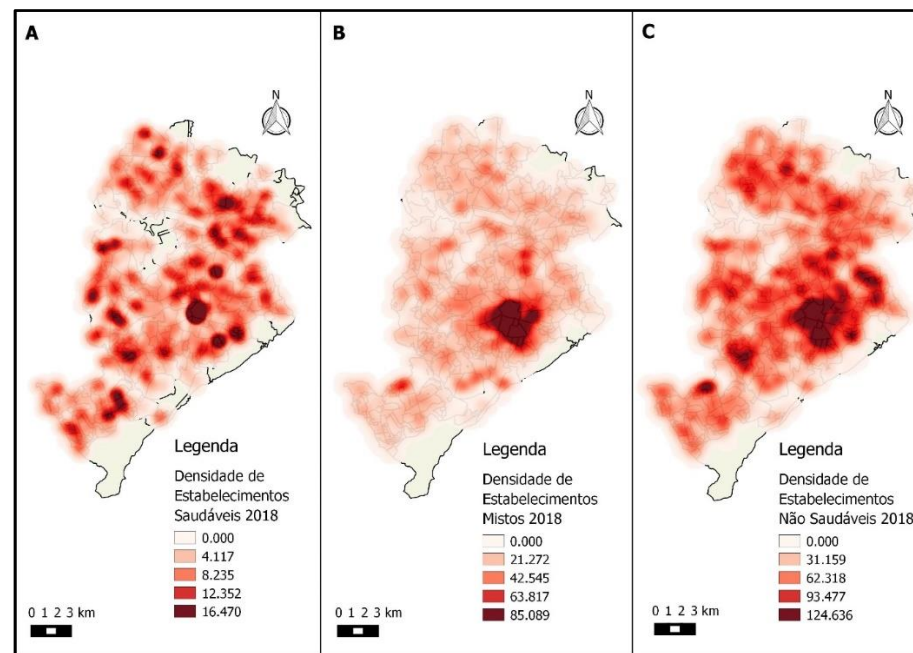 A
N
Legenda
Densidade de
Estabelecimentos
Saudáveis 2018
0.000
4.117
8.235
12.352
16.470
0 1 2 3 km
B
N
Legenda
Densidade de
Estabelecimentos
Mistos 2018
0.000
21.272
42.545
63.817
85.089
0 1 2 3 km
C
N
Legenda
Densidade de
Estabelecimentos
Não Saudáveis 2018
0.000
31.159
62.318
93.477
124.636
0 1 2 3 km